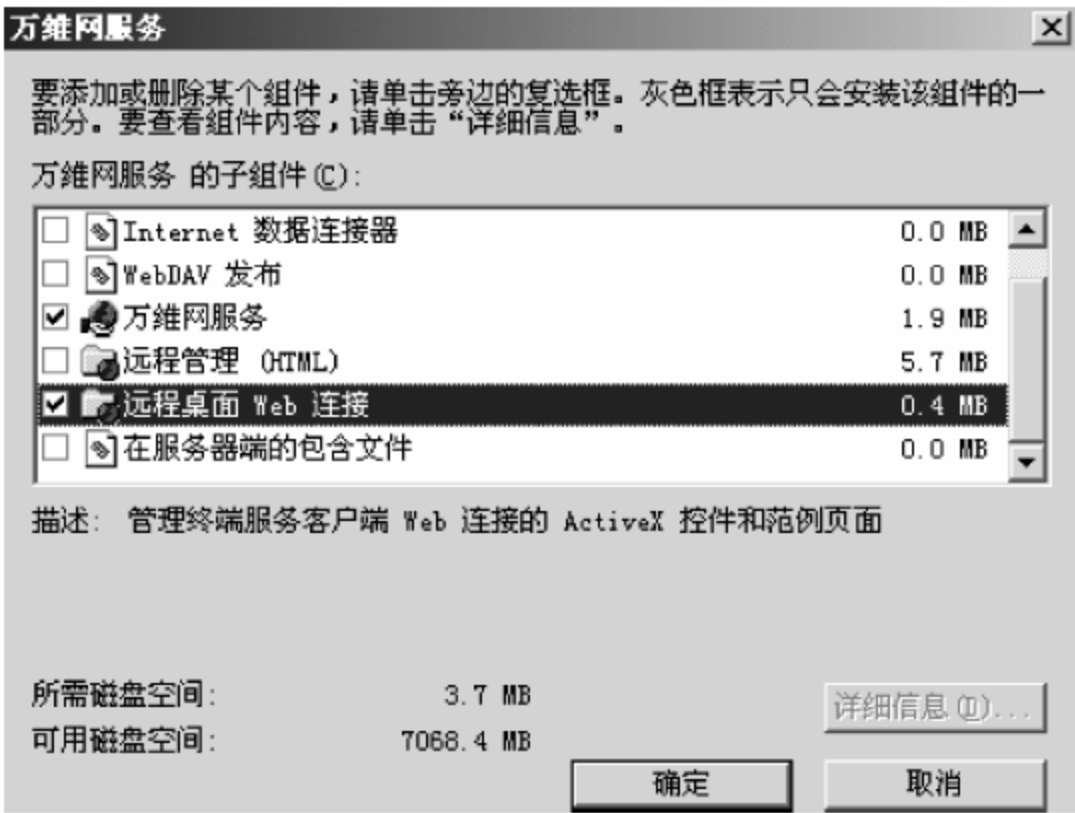 万维网服务
要添加或删除某个组件，请单击旁边的复选框。灰色框表示只会安装该组件的一
部分。要查看组件内容，请单击“详细信息”。
万维网服务 的子组件(C):
Internet 数据连接器 0.0 MB
WebDAV 发布 0.0 MB
万维网服务 1.9 MB
远程管理 (HTML) 5.7 MB
远程桌面 Web 连接 0.4 MB
在服务器端的包含文件 0.0 MB
描述: 管理终端服务客户端 Web 连接的 ActiveX 控件和范例页面
所需磁盘空间: 3.7 MB
详细信息(D)...
可用磁盘空间: 7068.4 MB
确定 取消